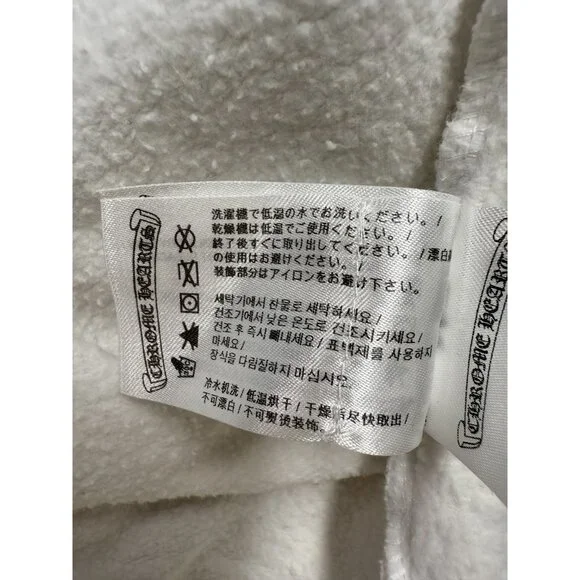 CHROME HEARTS
洗濯機で低温の水でお洗いください。/
乾燥機は低温でご使用ください。/
終了後すぐに取り出してください。/漂白
の使用はお避けください。/
装飾部分はアイロンをお避け下さい。
세탁기에서 찬물로 세탁하시요/
건조기에서 낮은 온도로 건조시키세요/
건조 후 즉시 빼내세요/ 표백제를 사용하지
마세요/
장식을 다림질하지 마십시오.
冷水机洗/低温烘干/干燥 尽快取出/
不可漂白/不可熨烫装饰。
CHROME HEARTS